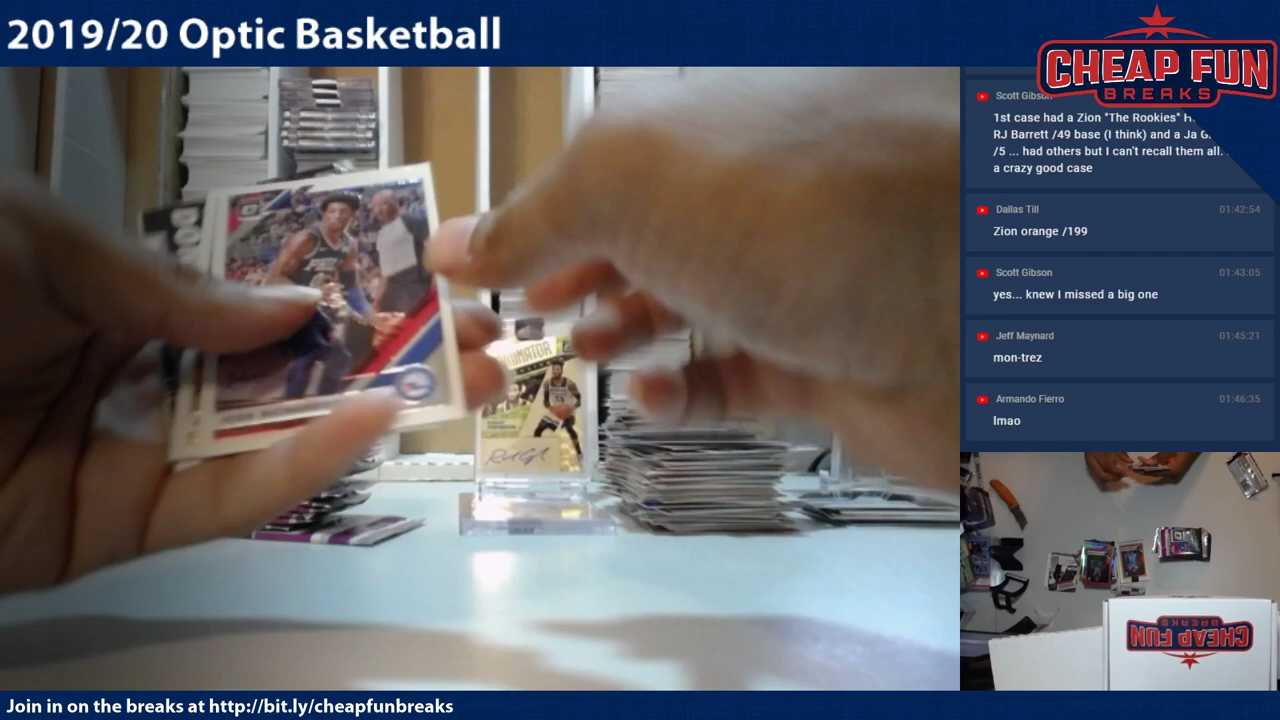 2019/20 Optic Basketball
CHEAP FUN
BREAKS
Scott Gibson
1st case had a Zion "The Rookies"
RJ Barrett /49 base (I think) and a Ja
/5 ... had others but I can't recall them all.
a crazy good case
Dallas Till 01:42:54
Zion orange /199
Scott Gibson 01:43:05
yes... knew I missed a big one
Jeff Maynard 01:45:21
mon-trez
Armando Fierro 01:46:35
lmao
CHEAP FUN
BREAKS
Join in on the breaks at http://bit.ly/cheapfunbreaks